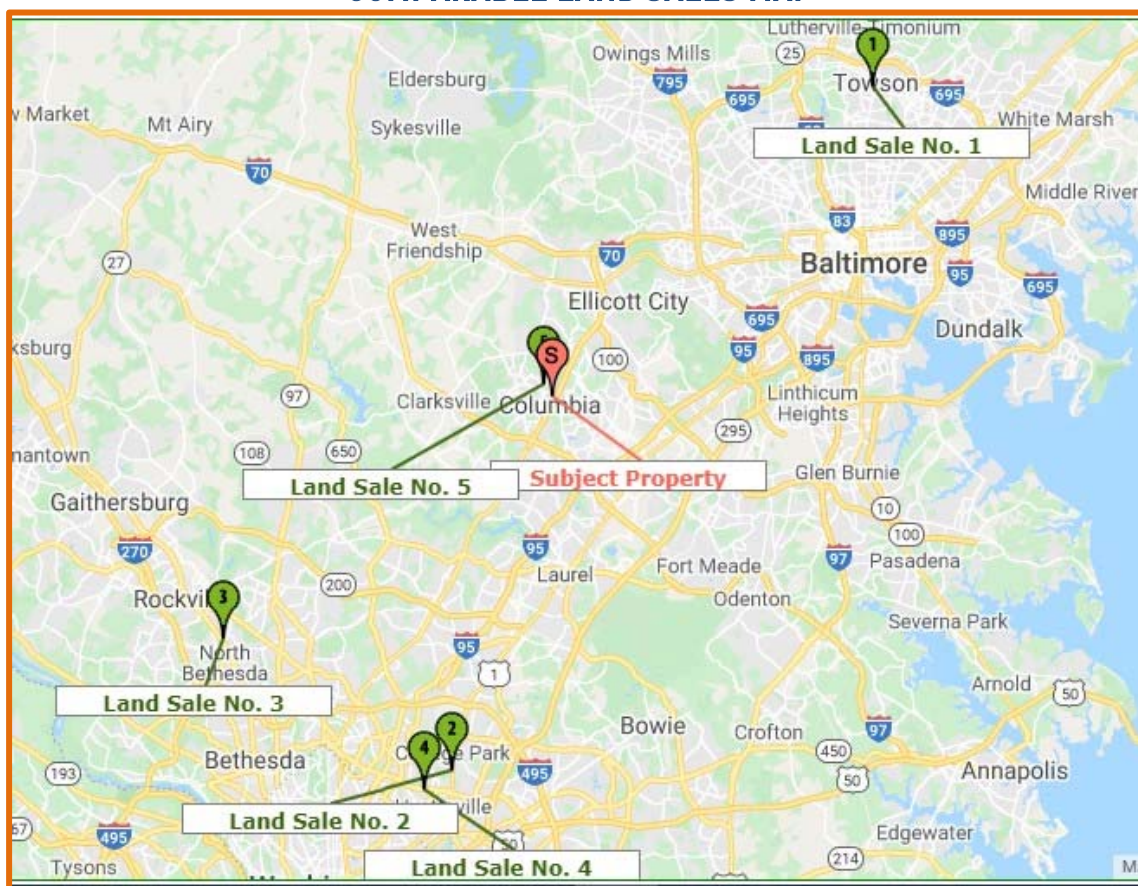 Lutherville-Timonium
Owings Mills
25
1
Eldersburg
795
Towson
695
695
Market
Mt Airy
Sykesville
White Marsh
Land Sale No. 1
70
Middle River
West
Friendship
83
895
27
70
Baltimore
95
695
Ellicott City
695
Dundalk
S
100
95
895
97
Clarksville
Columbia
Linthicum
Heights
295
108
650
Land Sale No. 5
Subject Property
Glen Burnie
Gaithersburg
10
100
270
95
Laurel
Fort Meade
97
Pasadena
200
3
Odenton
Severna Park
95
North
Bethesda
1
Arnold
50
Land Sale No. 3
2
Bowie
Crofton
97
4
Bethesda
450
193
495
50
Annapolis
Land Sale No. 2
495
50
Edgewater
Tysons
Land Sale No. 4
214